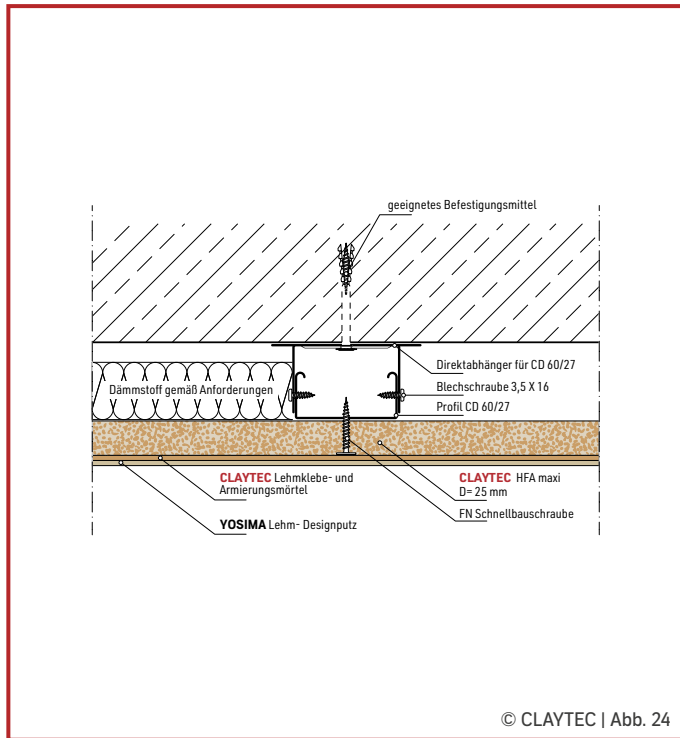 geeignetes Befestigungsmittel
Direktabhänger für CD 60/27
Dämmstoff gemäß Anforderungen
Blechschraube 3,5 X 16
Profil CD 60/27
CLAYTEC Lehmklebe- und
Armierungsmörtel
CLAYTEC HFA maxi
D= 25 mm
FN Schnellbauschraube
YOSIMA Lehm- Designputz
© CLAYTEC | Abb. 24